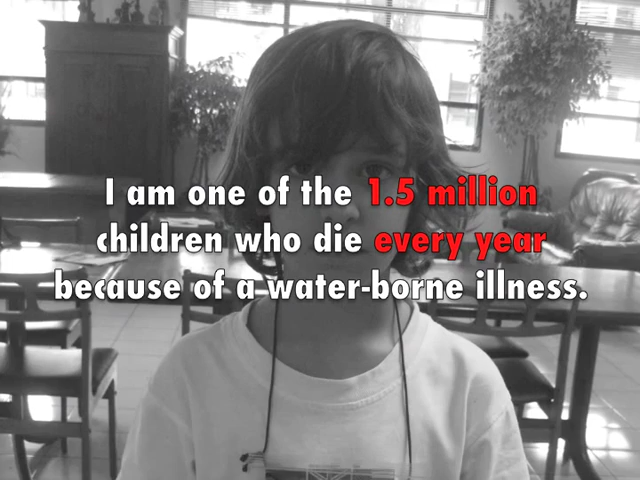 I am one of the 1.5 million
children who die every year
because of a water-borne illness.